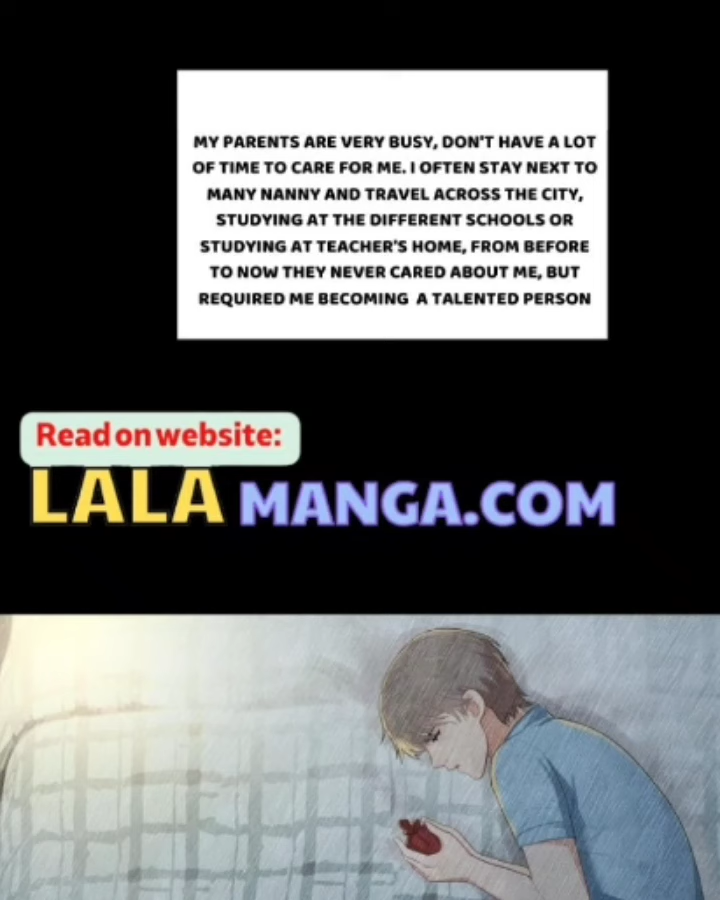 MY PARENTS ARE VERY BUSY, DON'T HAVE A LOT
OF TIME TO CARE FOR ME. I OFTEN STAY NEXT TO
MANY NANNY AND TRAVEL ACROSS THE CITY,
STUDYING AT THE DIFFERENT SCHOOLS OR
STUDYING AT TEACHER'S HOME, FROM BEFORE
TO NOW THEY NEVER CARED ABOUT ME, BUT
REQUIRED ME BECOMING A TALENTED PERSON
Read on website:
LALA MANGA.COM